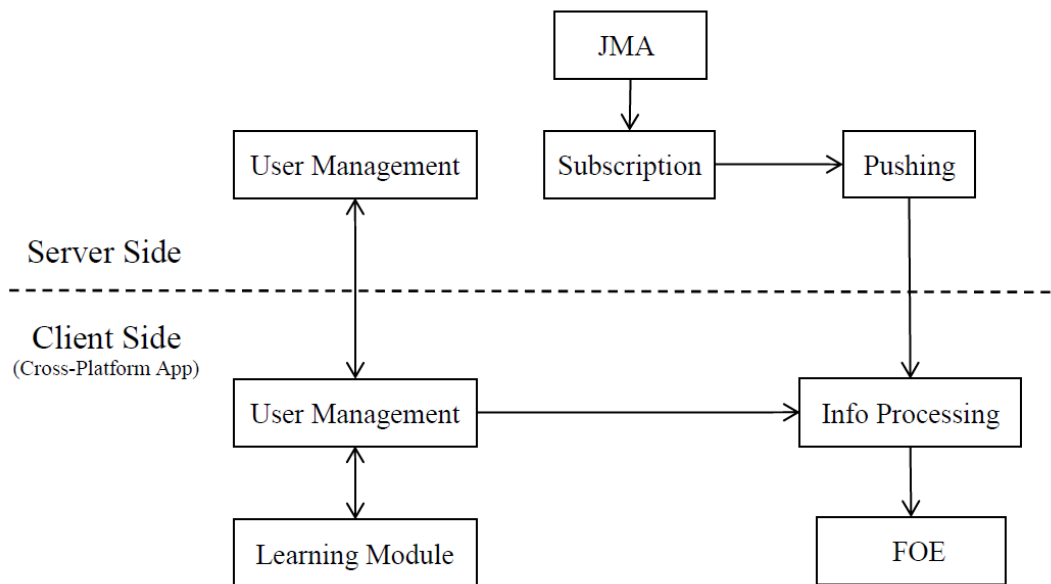 JMA
User Management
Subscription
Pushing
Server Side
Client Side
(Cross-Platform App)
User Management
Info Processing
Learning Module
FOE